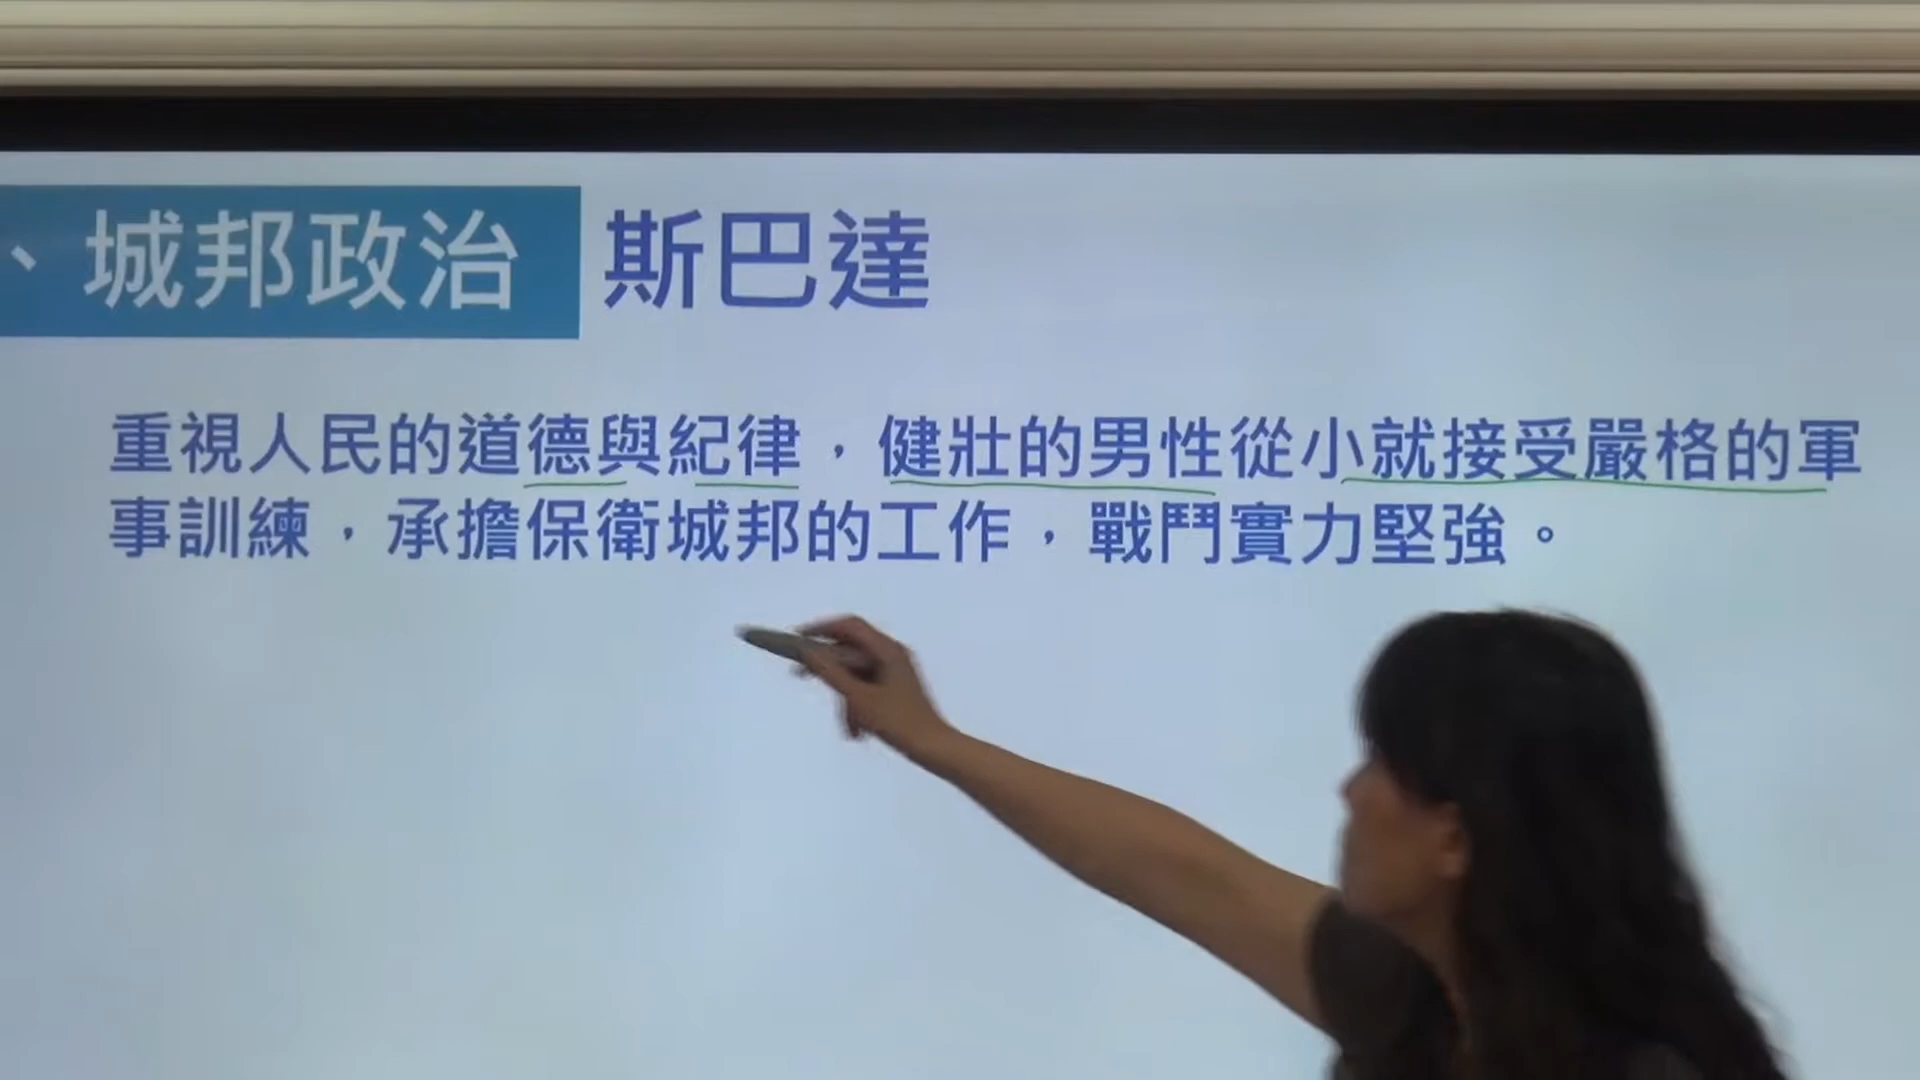 、城邦政治 斯巴達
重視人民的道德與紀律，健壯的男性從小就接受嚴格的軍
事訓練，承擔保衛城邦的工作，戰鬥實力堅強。